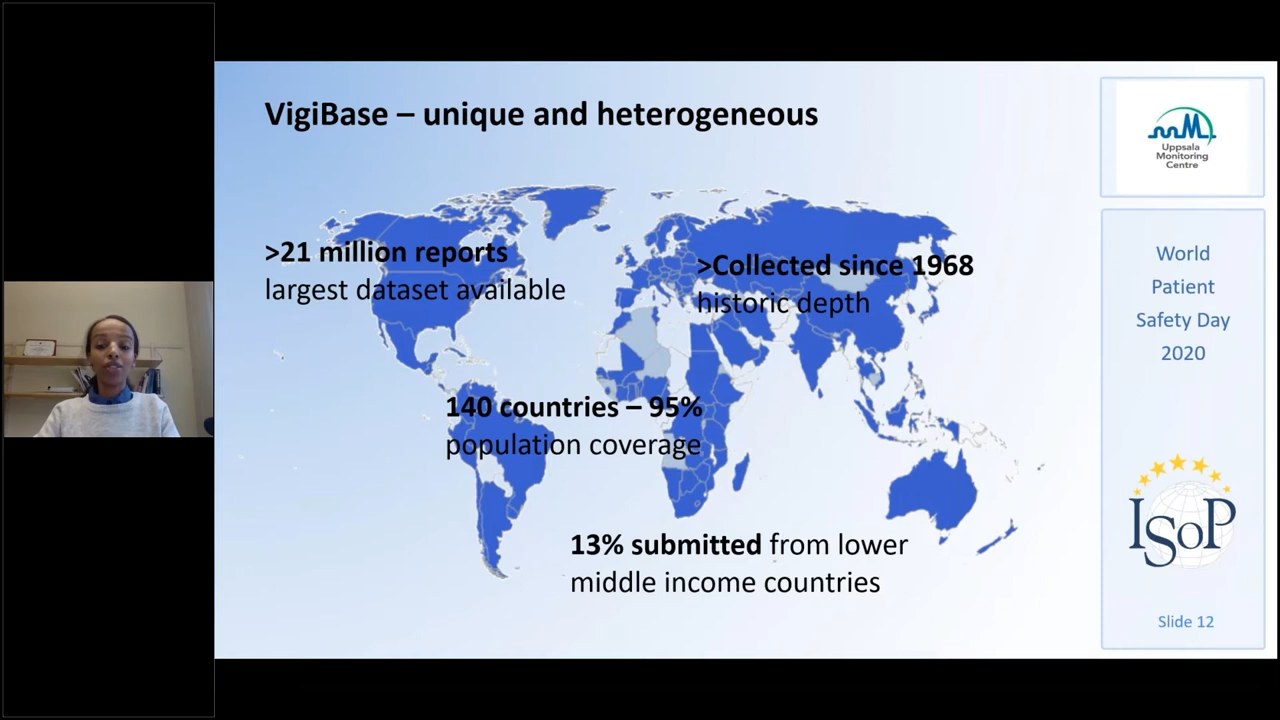 VigiBase – unique and heterogeneous
>21 million reports
largest dataset available
>Collected since 1968
historic depth
140 countries – 95%
population coverage
13% submitted from lower
middle income countries
Uppsala
Monitoring
Centre
World
Patient
Safety Day
2020
ISoP
Slide 12